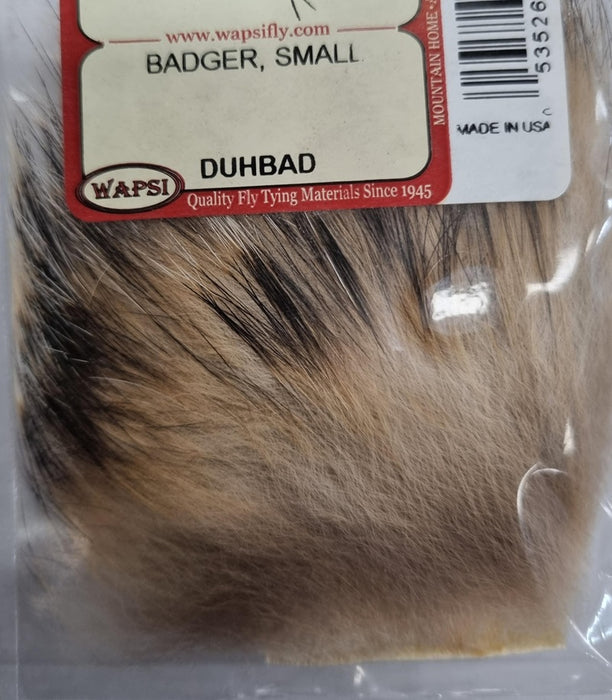 www.wapsifly.com
BADGER, SMALL
DUHBAD
WAPSI
Quality Fly Tying Materials Since 1945
MOUNTAIN HOME
53526
C
MADE IN USA